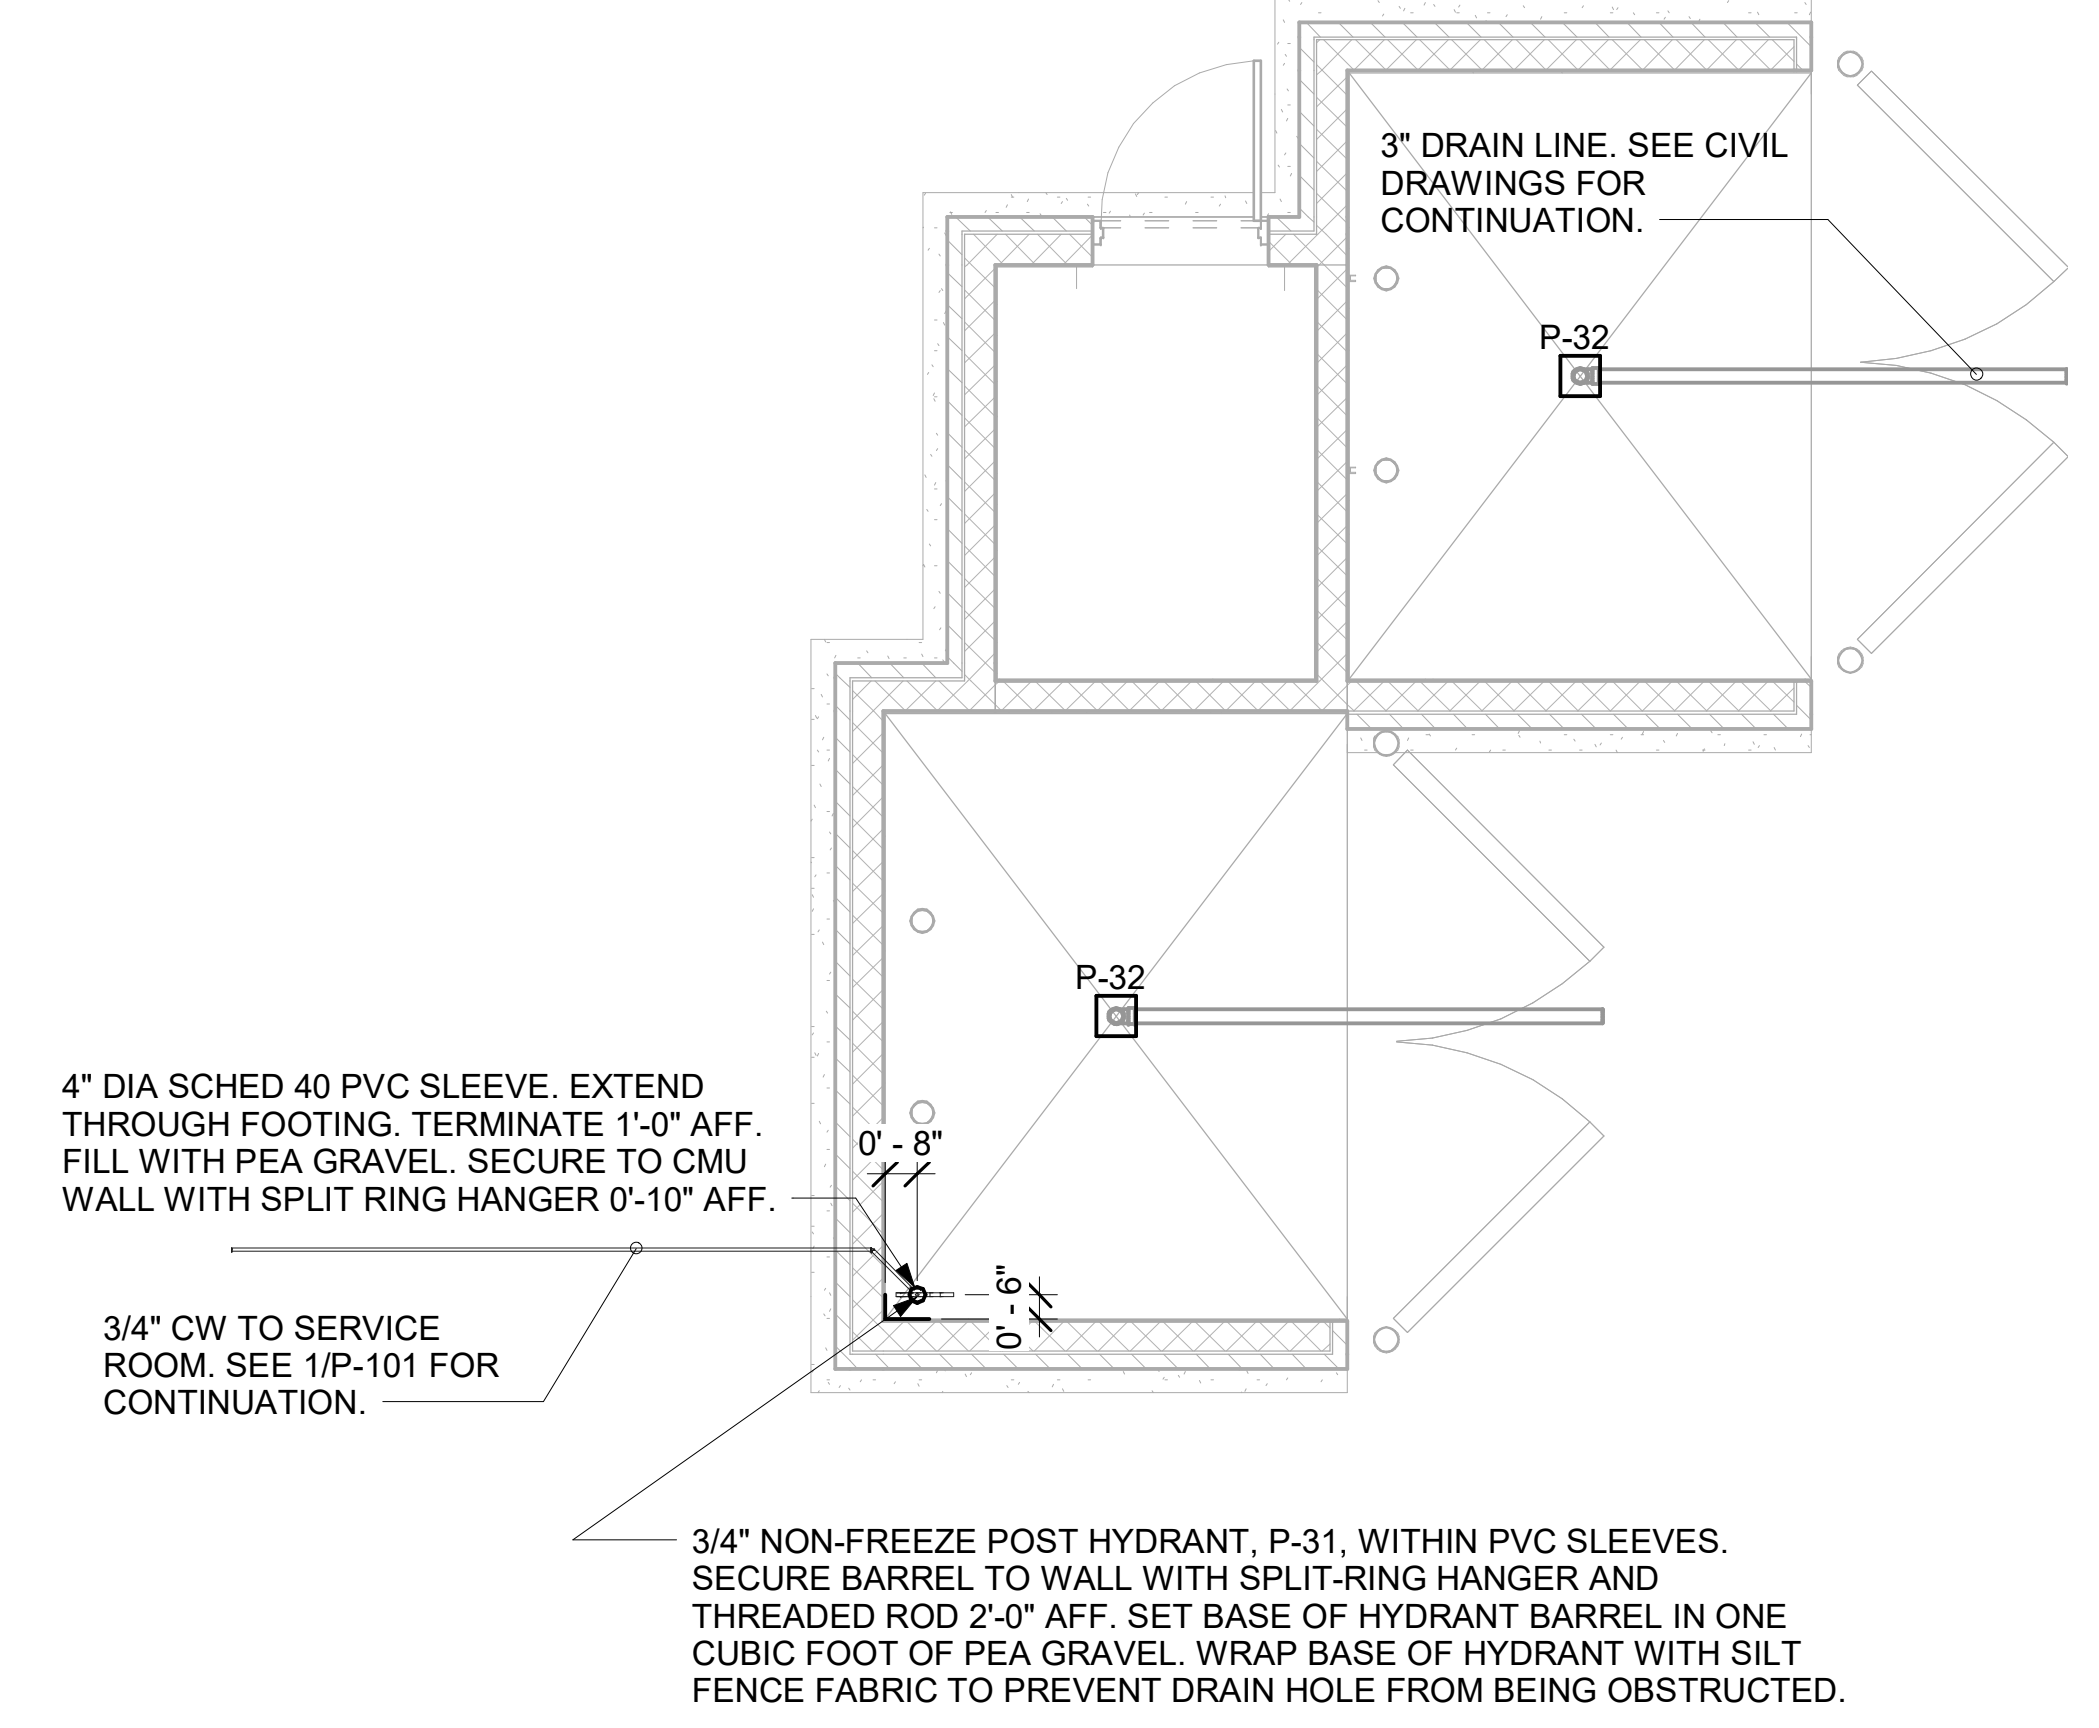 3" DRAIN LINE. SEE CIVIL
DRAWINGS FOR
CONTINUATION.
P-32
P-32
4" DIA SCHED 40 PVC SLEEVE. EXTEND
THROUGH FOOTING. TERMINATE 1'-0" AFF.
FILL WITH PEA GRAVEL. SECURE TO CMU
WALL WITH SPLIT RING HANGER 0'-10" AFF.
0' - 8"
0' - 6"
3/4" CW TO SERVICE
ROOM. SEE 1/P-101 FOR
CONTINUATION.
3/4" NON-FREEZE POST HYDRANT, P-31, WITHIN PVC SLEEVES.
SECURE BARREL TO WALL WITH SPLIT-RING HANGER AND
THREADED ROD 2'-0" AFF. SET BASE OF HYDRANT BARREL IN ONE
CUBIC FOOT OF PEA GRAVEL. WRAP BASE OF HYDRANT WITH SILT
FENCE FABRIC TO PREVENT DRAIN HOLE FROM BEING OBSTRUCTED.